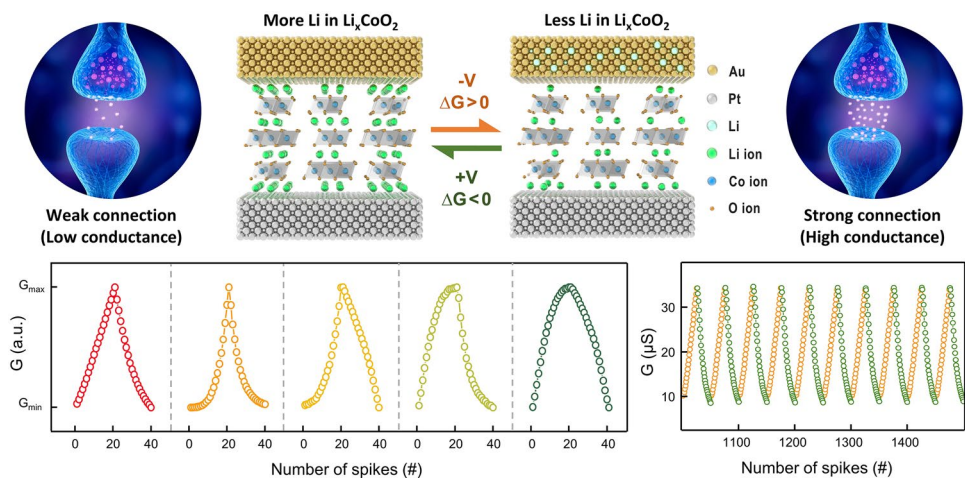 More Li in LiₓCoO₂
Less Li in LiₓCoO₂
-V
ΔG > 0
+V
ΔG < 0
Au
Pt
Li
Li ion
Co ion
O ion
Weak connection
(Low conductance)
Strong connection
(High conductance)
G (a.u.)
Gmax
Gmin
0 20 40 0 20 40 0 20 40 0 20 40 0 20 40
Number of spikes (#)
G (µS)
30
20
10
1100 1200 1300 1400
Number of spikes (#)